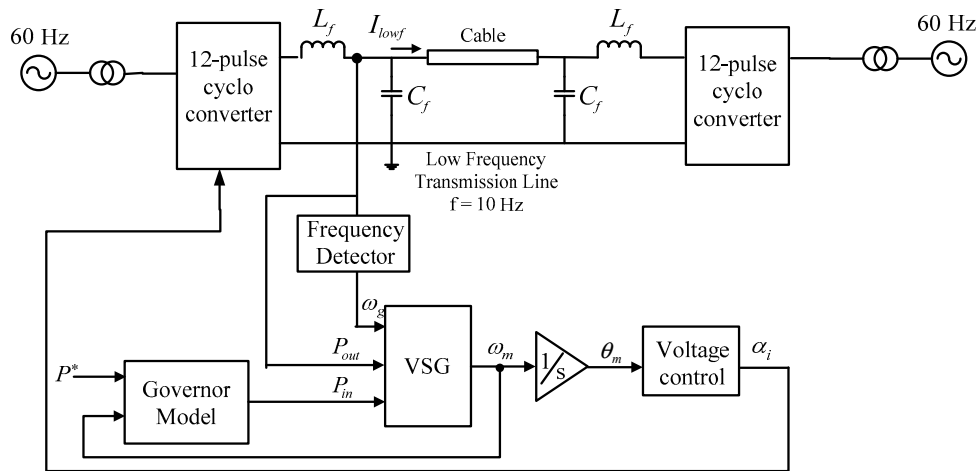 60 Hz
12-pulse
cyclo
converter
L_f
I_lowf
Cable
L_f
12-pulse
cyclo
converter
60 Hz
C_f
C_f
Low Frequency
Transmission Line
f = 10 Hz
Frequency
Detector
ω_g
P_out
P_in
VSG
ω_m
1/s
θ_m
Voltage
control
α_i
P*
Governor
Model